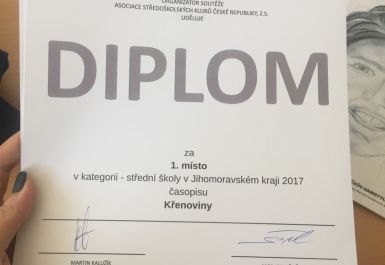 ORGANIZÁTOR SOUTĚŽE
ASOCIACE STŘEDOŠKOLSKÝCH KLUBŮ ČESKÉ REPUBLIKY, Z.S.
UDĚLUJE
DIPLOM
za
1. místo
v kategorii - střední školy v Jihomoravském kraji 2017
časopisu
Křenoviny
MARTIN KALUŽÍK